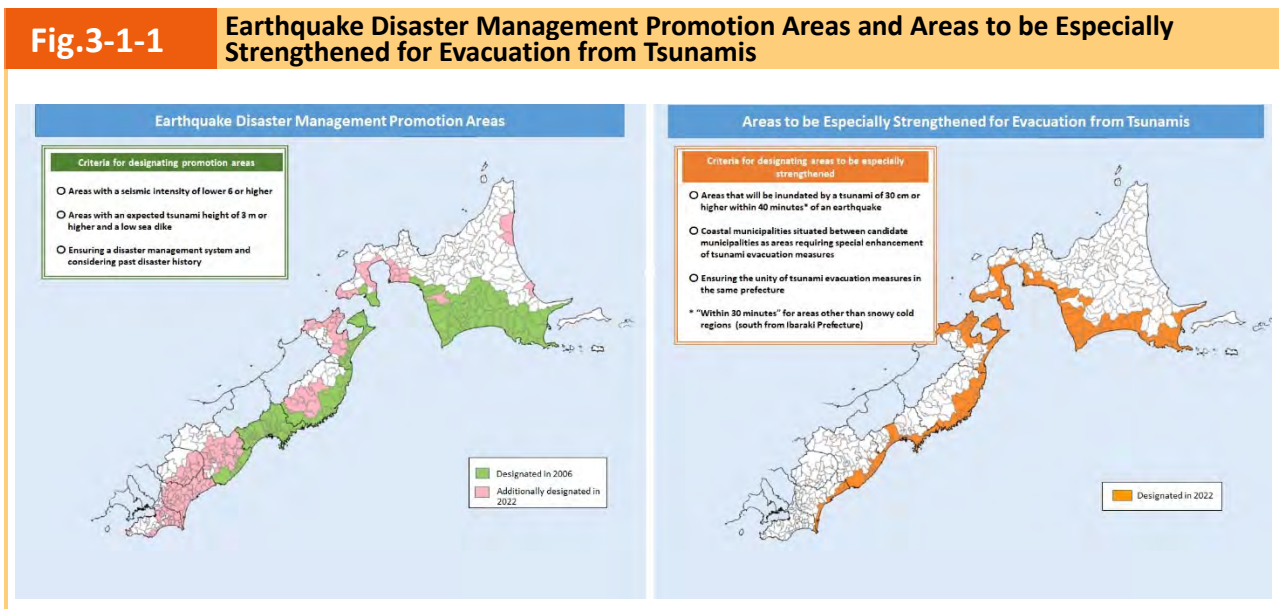 Fig.3-1-1
Earthquake Disaster Management Promotion Areas and Areas to be Especially
Strengthened for Evacuation from Tsunamis
Earthquake Disaster Management Promotion Areas
Criteria for designating promotion areas
O Areas with a seismic intensity of lower 6 or higher
O Areas with an expected tsunami height of 3 m or
higher and a low sea dike
O Ensuring a disaster management system and
considering past disaster history
Designated in 2006
Additionally designated in
2022
Areas to be Especially Strengthened for Evacuation from Tsunamis
Criteria for designating areas to be especially
strengthened
O Areas that will be inundated by a tsunami of 30 cm or
higher within 40 minutes* of an earthquake
O Coastal municipalities situated between candidate
municipalities as areas requiring special enhancement
of tsunami evacuation measures
O Ensuring the unity of tsunami evacuation measures in
the same prefecture
* "Within 30 minutes" for areas other than snowy cold
regions (south from Ibaraki Prefecture)
Designated in 2022